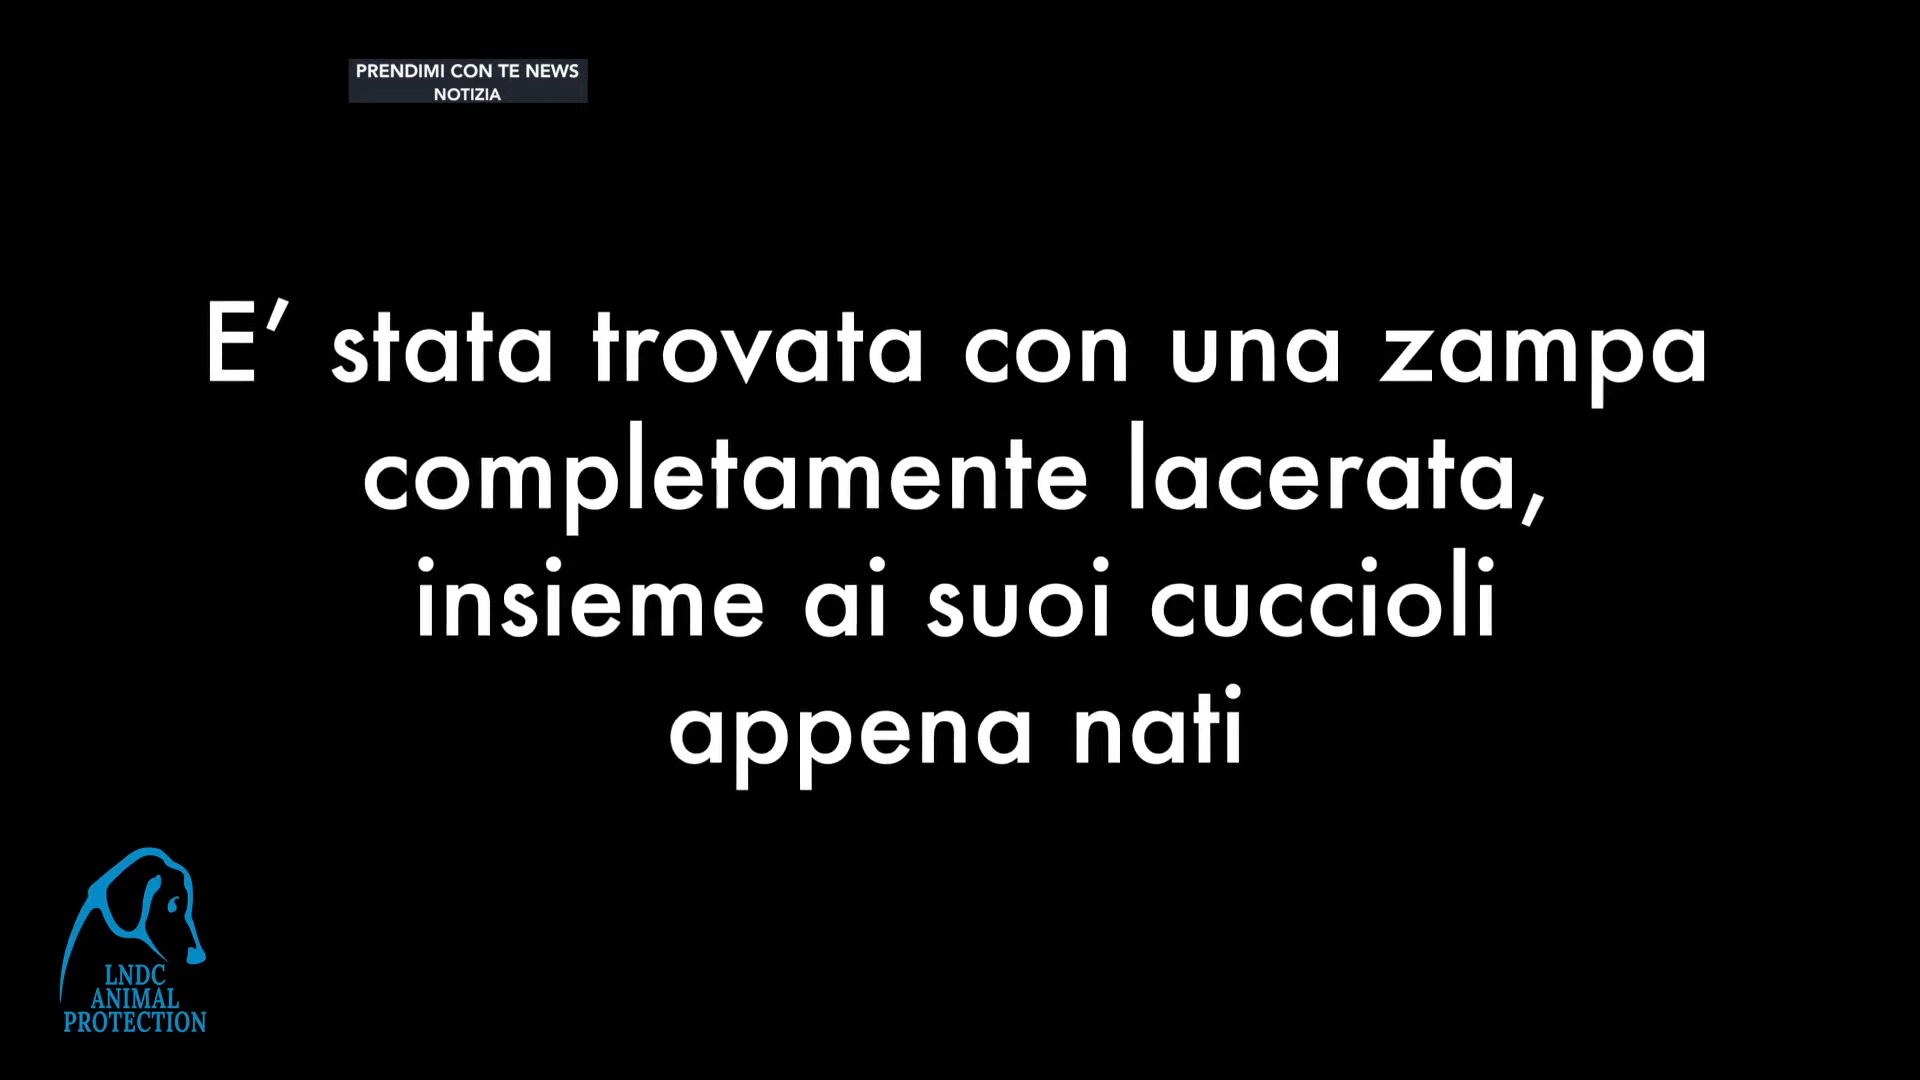 PRENDIMI CON TE NEWS
NOTIZIA
E’ stata trovata con una zampa
completamente lacerata,
insieme ai suoi cuccioli
appena nati
LNDC
ANIMAL
PROTECTION